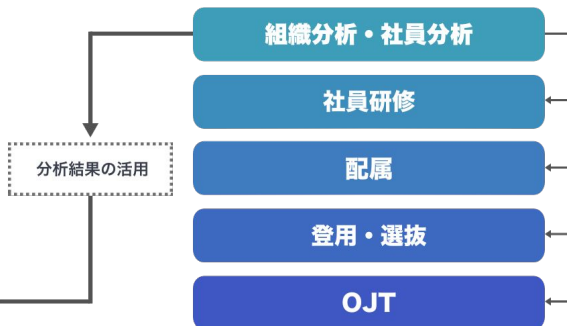 組織分析・社員分析
社員研修
分析結果の活用
配属
登用・選抜
OJT